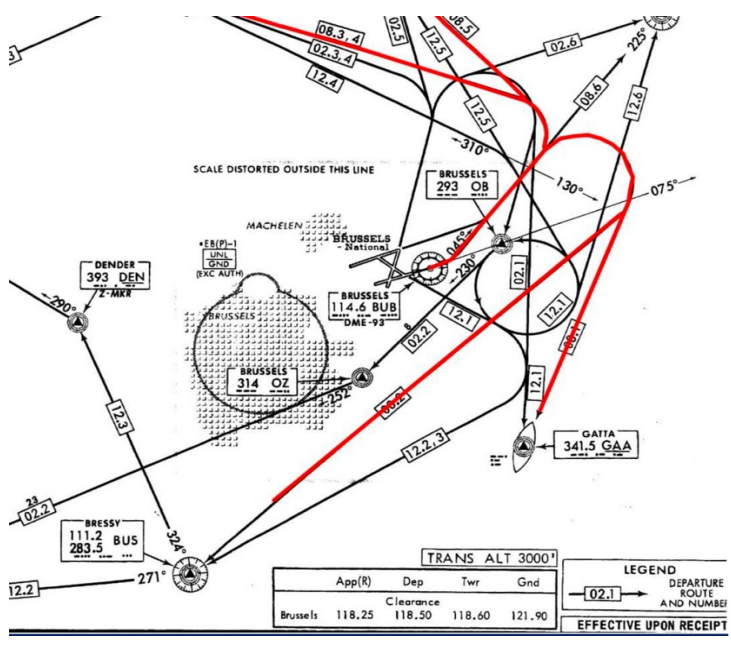 08.3, 4
02.3, 4
12.4
02.5
08.5
12.5
02.6
225°
08.6
12.6
12.5
310°
130°
075°
SCALE DISTORTED OUTSIDE THIS LINE
BRUSSELS
293 OB
MACHELEN
EB(P)-1
UNL
GND
(EXC AUTH)
BRUSSELS
- National
045°
230°
DENDER
393 DEN
Z-MKR
290°
BRUSSELS
114.6 BUB
DME-93
BRUSSELS
02.1
12.1
12.1
8
02.2
08.1
BRUSSELS
314 OZ
252°
12.1
12.3
08.2
GATTA
341.5 GAA
12.2, 3
23
02.2
BRESSY
111.2
283.5 BUS
324°
271°
12.2
TRANS ALT 3000'
App(R) Dep Twr Gnd
Clearance
Brussels 118.25 118.50 118.60 121.90
LEGEND
02.1
DEPARTURE
ROUTE
AND NUMBE
EFFECTIVE UPON RECEIPT